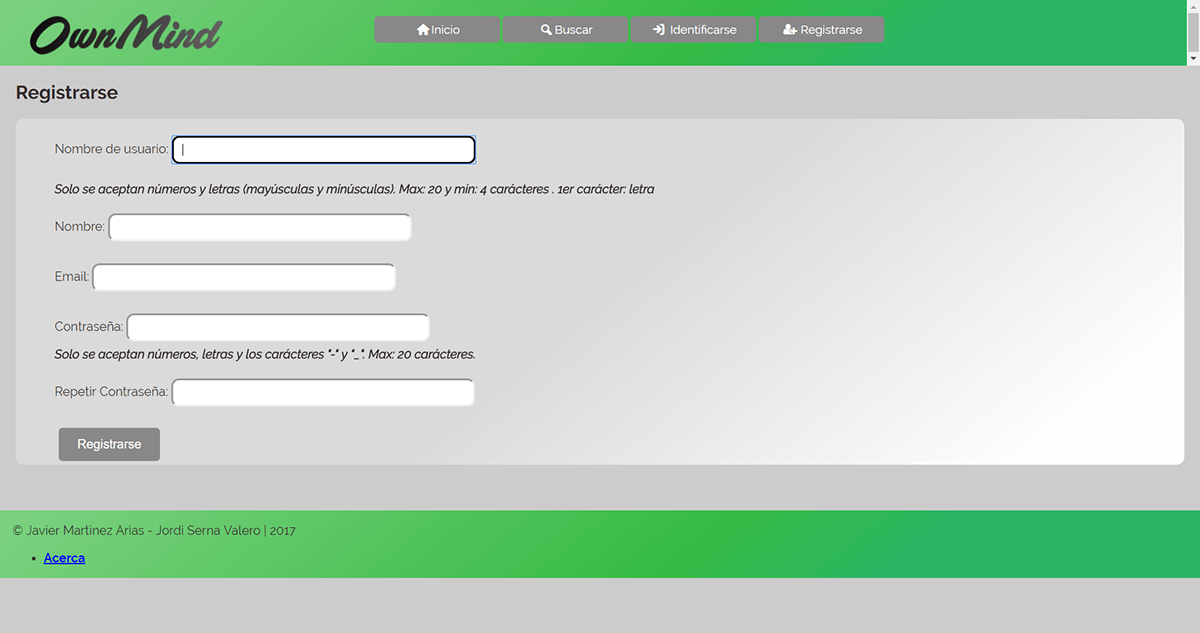 OwnMind
Inicio
Buscar
Identificarse
Registrarse
Registrarse
Nombre de usuario:
Solo se aceptan números y letras (mayúsculas y minúsculas). Max: 20 y min: 4 carácteres . 1er carácter: letra
Nombre:
Email:
Contraseña:
Solo se aceptan números, letras y los carácteres "-" y "_". Max: 20 carácteres.
Repetir Contraseña:
Registrarse
© Javier Martinez Arias - Jordi Serna Valero | 2017
• Acerca